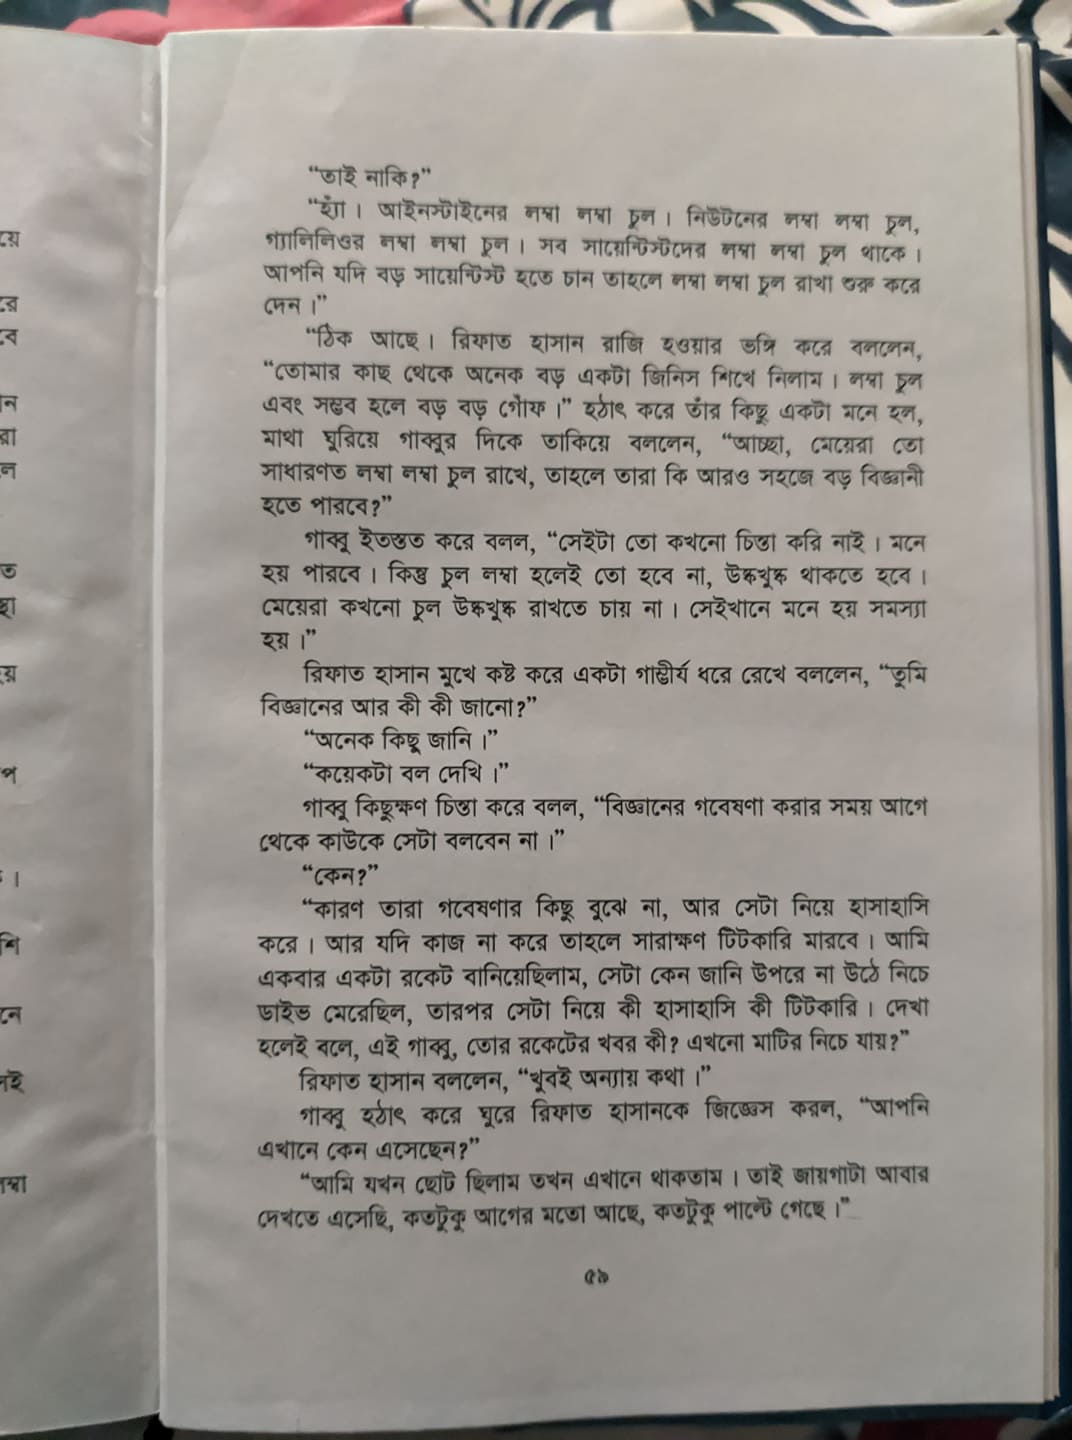 “তাই নাকি?”
“হ্যাঁ। আইনস্টাইনের লম্বা লম্বা চুল। নিউটনের লম্বা লম্বা চুল,
গ্যালিলিওর লম্বা লম্বা চুল। সব সায়েন্টিস্টদের লম্বা লম্বা চুল থাকে।
আপনি যদি বড় সায়েন্টিস্ট হতে চান তাহলে লম্বা লম্বা চুল রাখা শুরু করে
দেন।”
“ঠিক আছে। রিফাত হাসান রাজি হওয়ার ভঙ্গি করে বললেন,
“তোমার কাছ থেকে অনেক বড় একটা জিনিস শিখে নিলাম। লম্বা চুল
এবং সম্ভব হলে বড় বড় গোঁফ।” হঠাৎ করে তাঁর কিছু একটা মনে হল,
মাথা ঘুরিয়ে গাব্বুর দিকে তাকিয়ে বললেন, “আচ্ছা, মেয়েরা তো
সাধারণত লম্বা লম্বা চুল রাখে, তাহলে তারা কি আরও সহজে বড় বিজ্ঞানী
হতে পারবে?”
গাব্বু ইতস্তত করে বলল, “সেইটা তো কখনো চিন্তা করি নাই। মনে
হয় পারবে। কিন্তু চুল লম্বা হলেই তো হবে না, উষ্কখুষ্ক থাকতে হবে।
মেয়েরা কখনো চুল উষ্কখুষ্ক রাখতে চায় না। সেইখানে মনে হয় সমস্যা
হয়।”
রিফাত হাসান মুখে কষ্ট করে একটা গাম্ভীর্য ধরে রেখে বললেন, “তুমি
বিজ্ঞানের আর কী কী জানো?”
“অনেক কিছু জানি।”
“কয়েকটা বল দেখি।”
গাব্বু কিছুক্ষণ চিন্তা করে বলল, “বিজ্ঞানের গবেষণা করার সময় আগে
থেকে কাউকে সেটা বলবেন না।”
“কেন?”
“কারণ তারা গবেষণার কিছু বুঝে না, আর সেটা নিয়ে হাসাহাসি
করে। আর যদি কাজ না করে তাহলে সারাক্ষণ টিটকারি মারবে। আমি
একবার একটা রকেট বানিয়েছিলাম, সেটা কেন জানি উপরে না উঠে নিচে
ডাইভ মেরেছিল, তারপর সেটা নিয়ে কী হাসাহাসি কী টিটকারি। দেখা
হলেই বলে, এই গাব্বু, তোর রকেটের খবর কী? এখনো মাটির নিচে যায়?”
রিফাত হাসান বললেন, “খুবই অন্যায় কথা।”
গাব্বু হঠাৎ করে ঘুরে রিফাত হাসানকে জিজ্ঞেস করল, “আপনি
এখানে কেন এসেছেন?”
“আমি যখন ছোট ছিলাম তখন এখানে থাকতাম। তাই জায়গাটা আবার
দেখতে এসেছি, কতটুকু আগের মতো আছে, কতটুকু পাল্টে গেছে।”
৫৯